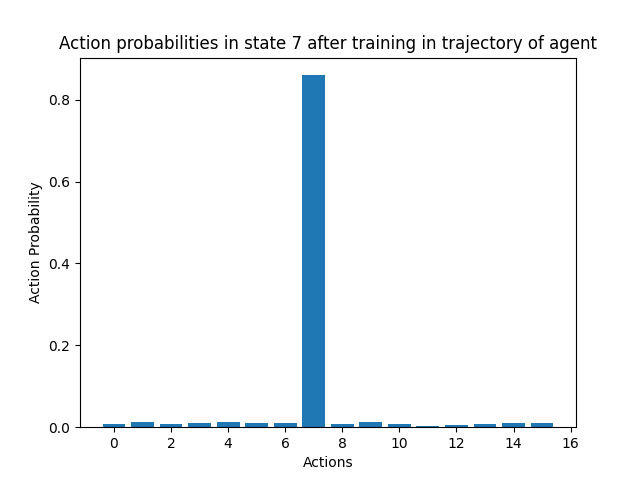 Action probabilities in state 7 after training in trajectory of agent
Action Probability
0.8
0.6
0.4
0.2
0.0
0 2 4 6 8 10 12 14 16
Actions